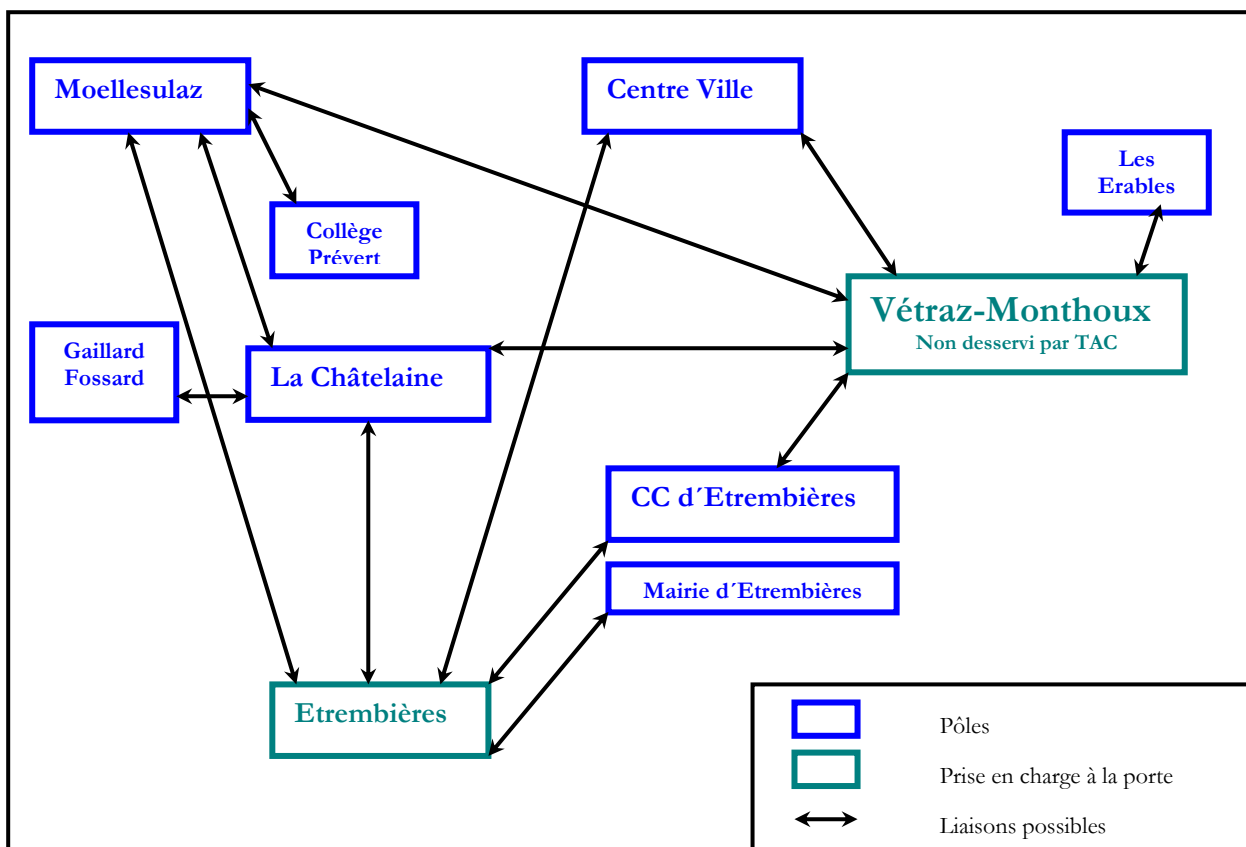 Moellesulaz
Centre Ville
Les
Erables
Collège
Prévert
Vétraz-Monthoux
Non desservi par TAC
Gaillard
Fossard
La Châtelaine
CC d´Etrembières
Mairie d´Etrembières
Etrembières
Pôles
Prise en charge à la porte
Liaisons possibles